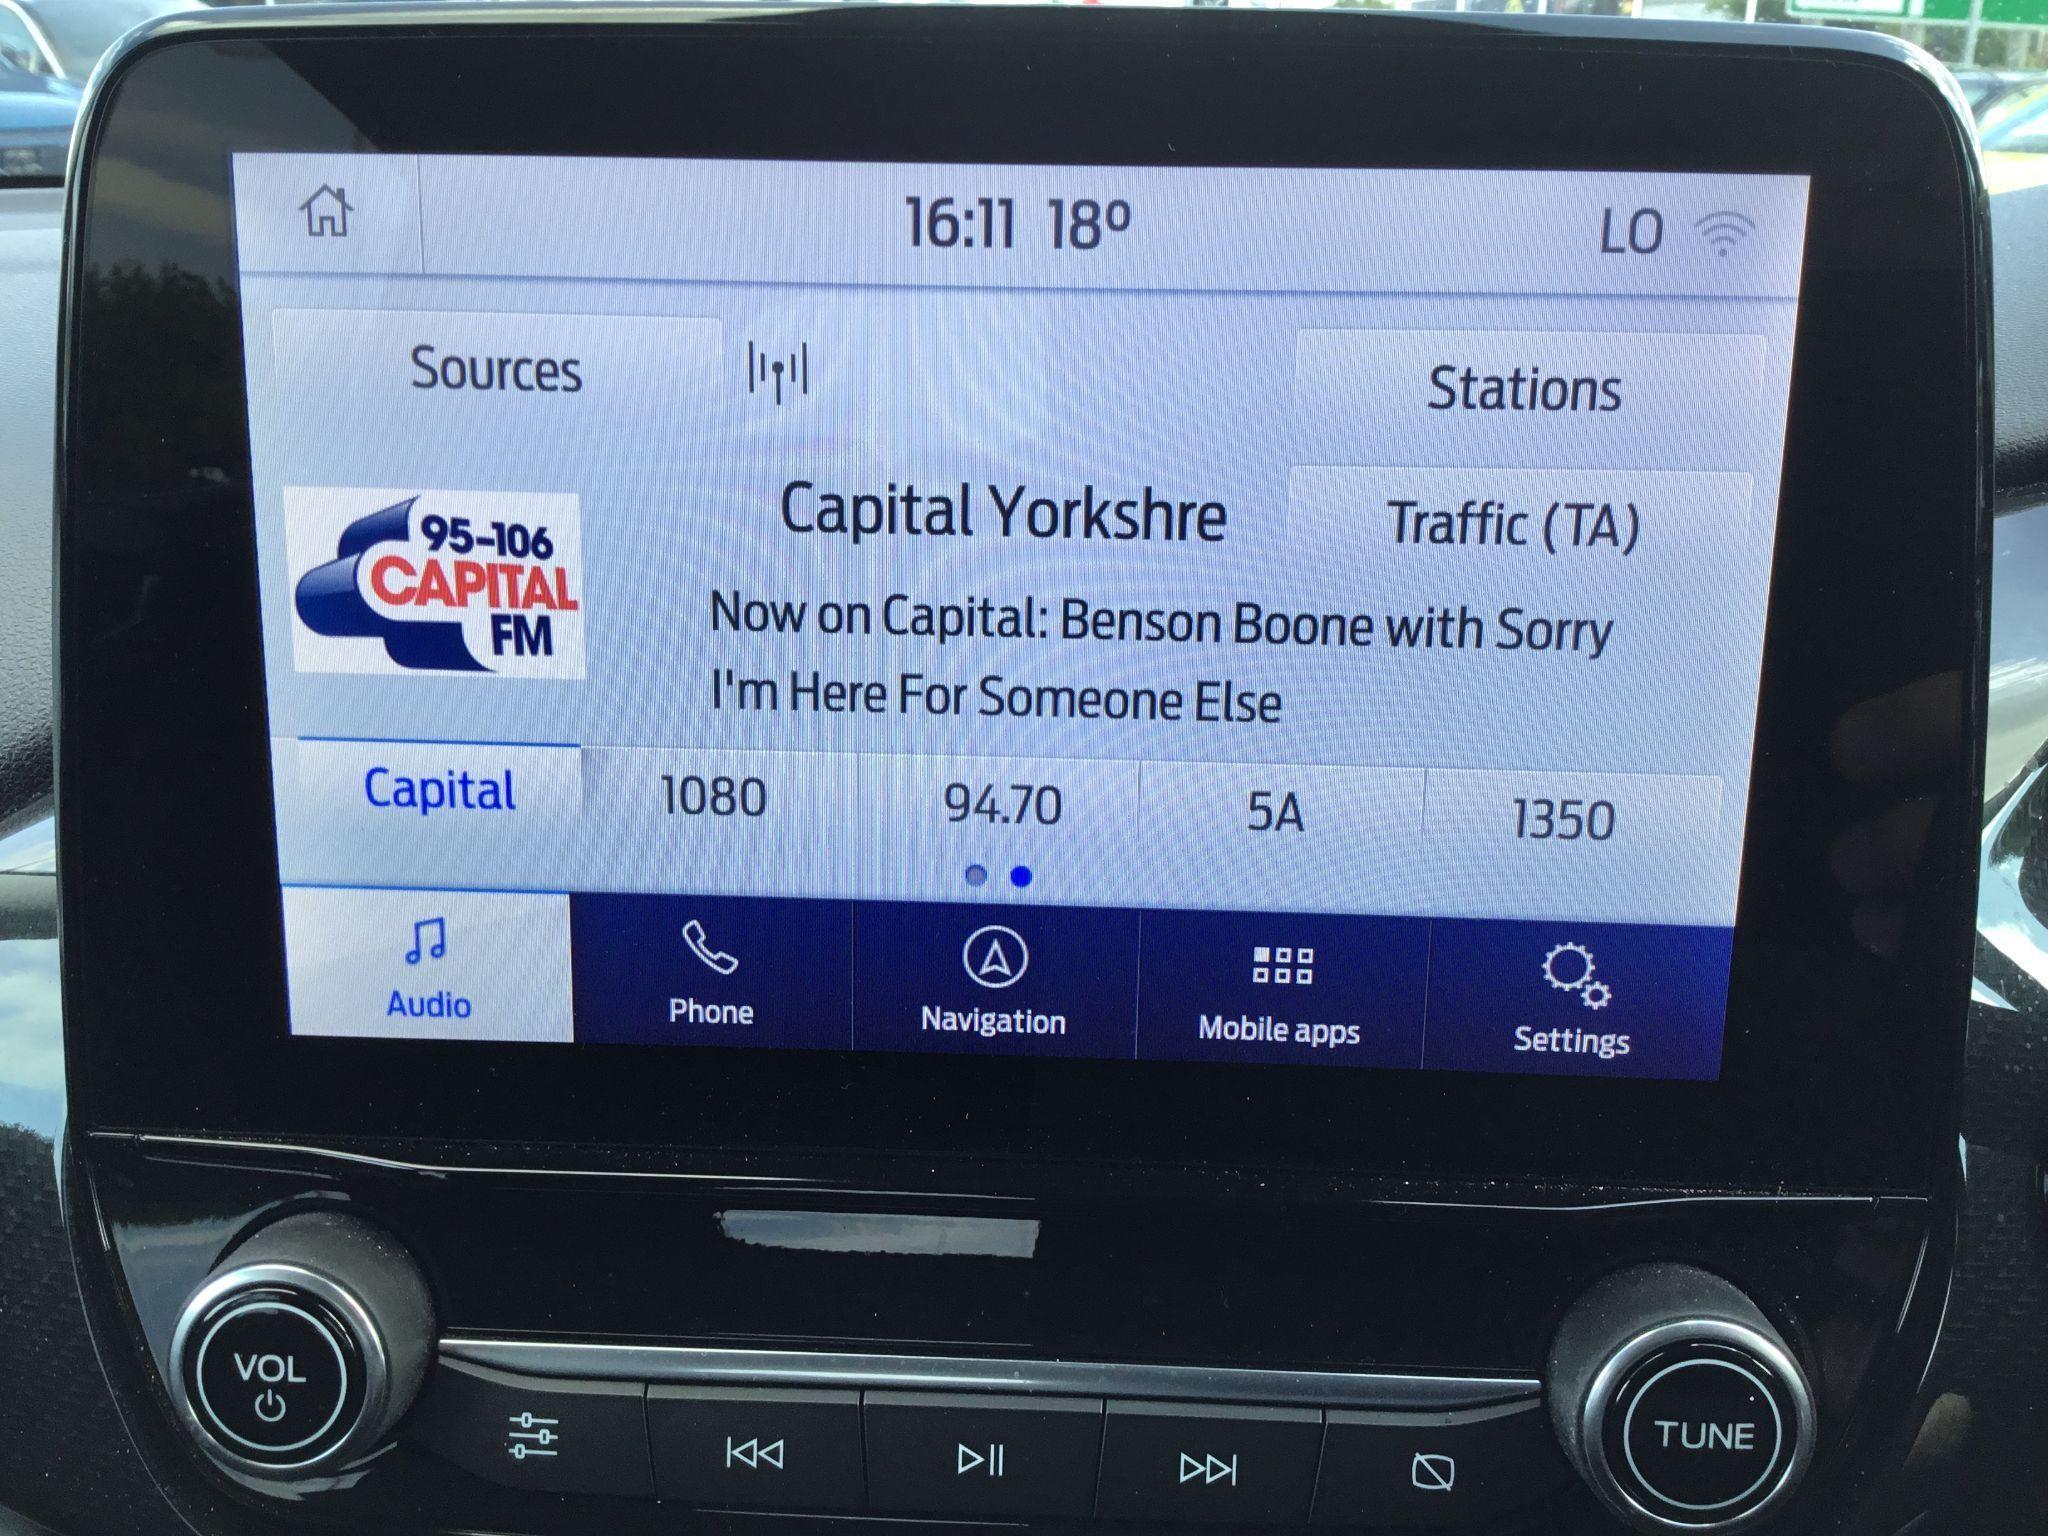 16:11 18°
LO
Sources
Stations
95-106
CAPITAL
FM
Capital Yorkshre
Traffic (TA)
Now on Capital: Benson Boone with Sorry
I'm Here For Someone Else
Capital
1080
94.70
5A
1350
Audio
Phone
Navigation
Mobile apps
Settings
VOL
TUNE